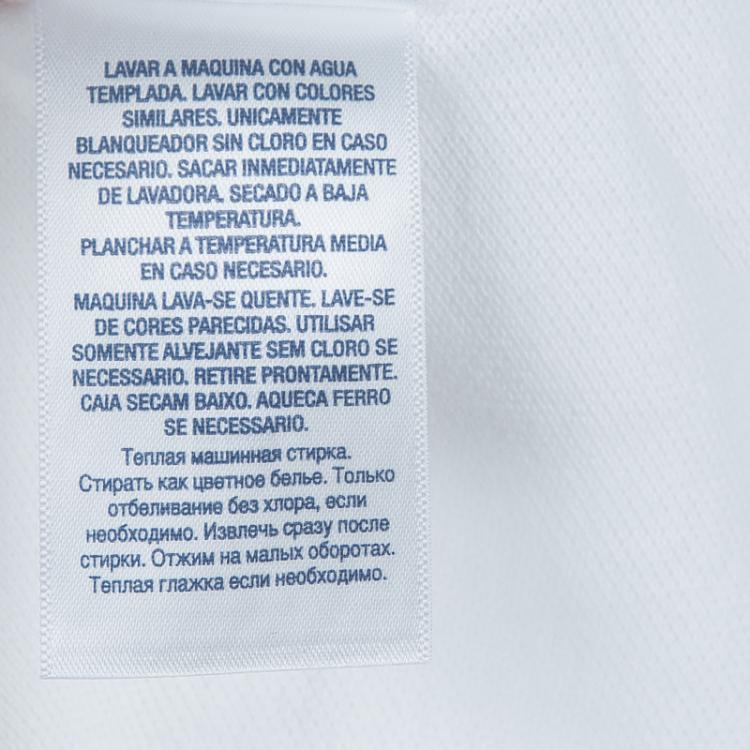 LAVAR A MAQUINA CON AGUA
TEMPLADA. LAVAR CON COLORES
SIMILARES. UNICAMENTE
BLANQUEADOR SIN CLORO EN CASO
NECESARIO. SACAR INMEDIATAMENTE
DE LAVADORA. SECADO A BAJA
TEMPERATURA.
PLANCHAR A TEMPERATURA MEDIA
EN CASO NECESARIO.
MAQUINA LAVA-SE QUENTE. LAVE-SE
DE CORES PARECIDAS. UTILISAR
SOMENTE ALVEJANTE SEM CLORO SE
NECESSARIO. RETIRE PRONTAMENTE.
CAIA SECAM BAIXO. AQUECA FERRO
SE NECESSARIO.
Теплая машинная стирка.
Стирать как цветное белье. Только
отбеливание без хлора, если
необходимо. Извлечь сразу после
стирки. Отжим на малых оборотах.
Теплая глажка если необходимо.